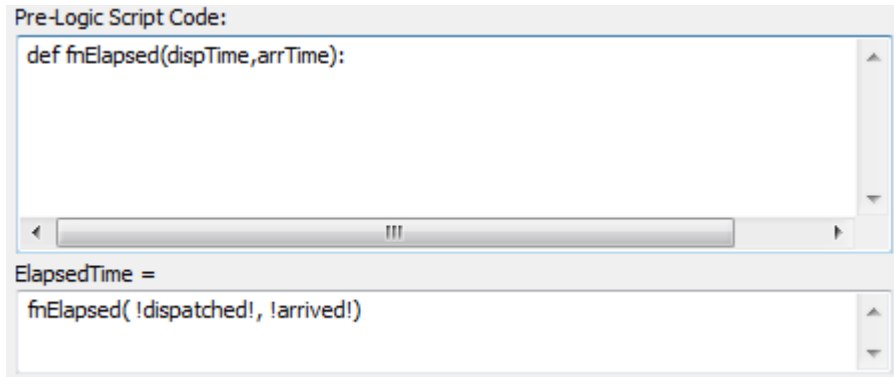 Pre-Logic Script Code:
def fnElapsed(dispTime,arrTime):
ElapsedTime =
fnElapsed( !dispatched!, !arrived!)